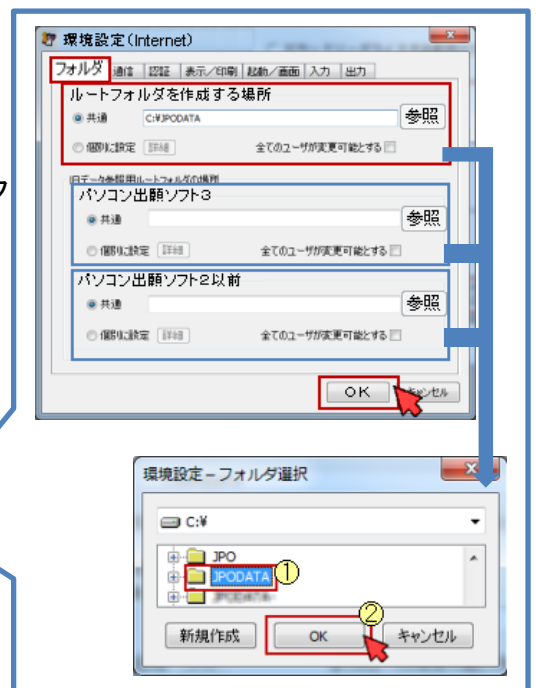 環境設定(Internet)
フォルダ 通信 認証 表示/印刷 起動/画面 入力 出力
ルートフォルダを作成する場所
共通 C:¥JPODATA 参照
個別に設定 詳細 全てのユーザが変更可能とする
旧データ参照用ルートフォルダの場所
パソコン出願ソフト3
共通 参照
個別に設定 詳細 全てのユーザが変更可能とする
パソコン出願ソフト2以前
共通 参照
個別に設定 詳細 全てのユーザが変更可能とする
OK キャンセル
環境設定-フォルダ選択
C:¥
JPO
JPODATA ①
②
新規作成 OK キャンセル